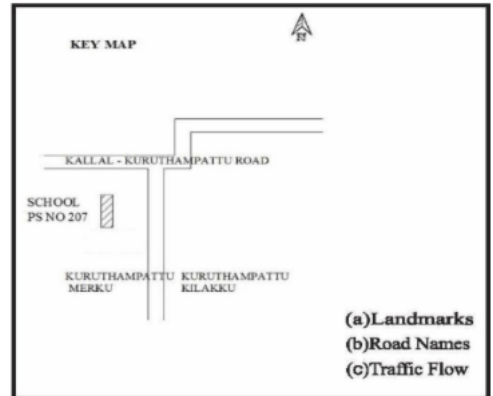 N
KEY MAP
KALLAL - KURUTHAMPATTU ROAD
SCHOOL
PS NO 207
KURUTHAMPATTU
MERKU
KURUTHAMPATTU
KILAKKU
(a)Landmarks
(b)Road Names
(c)Traffic Flow